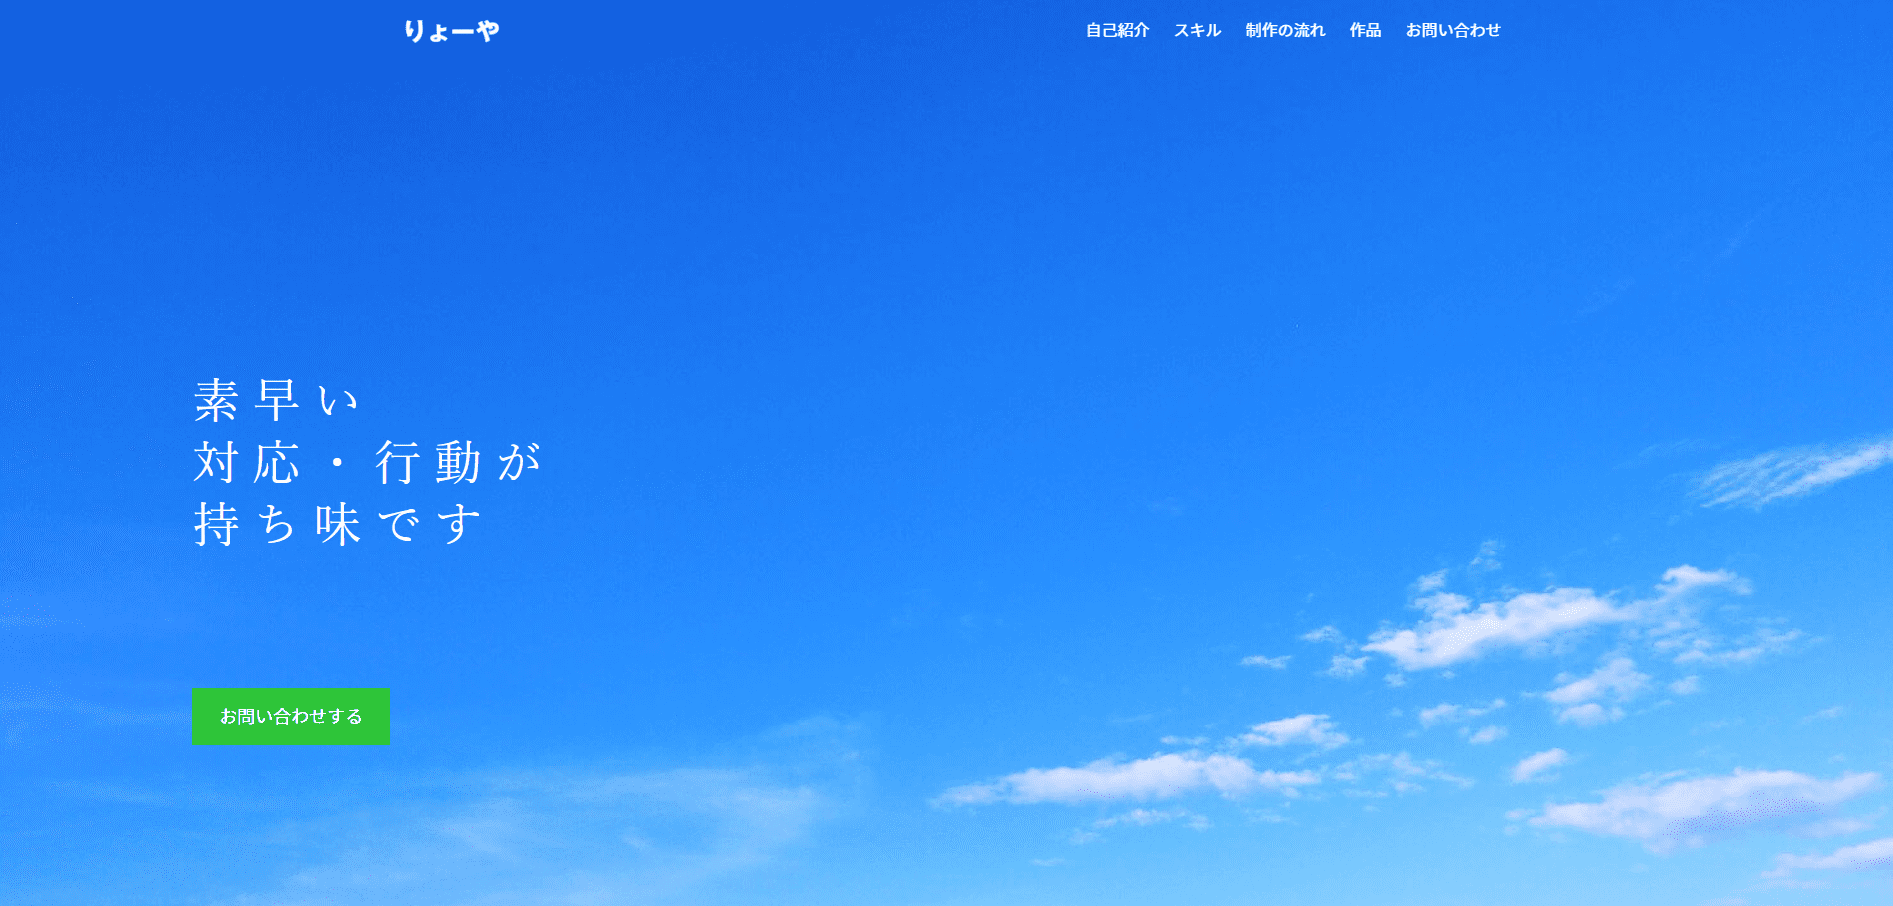 りょーや
自己紹介 スキル 制作の流れ 作品 お問い合わせ
素早い
対応・行動が
持ち味です
お問い合わせする